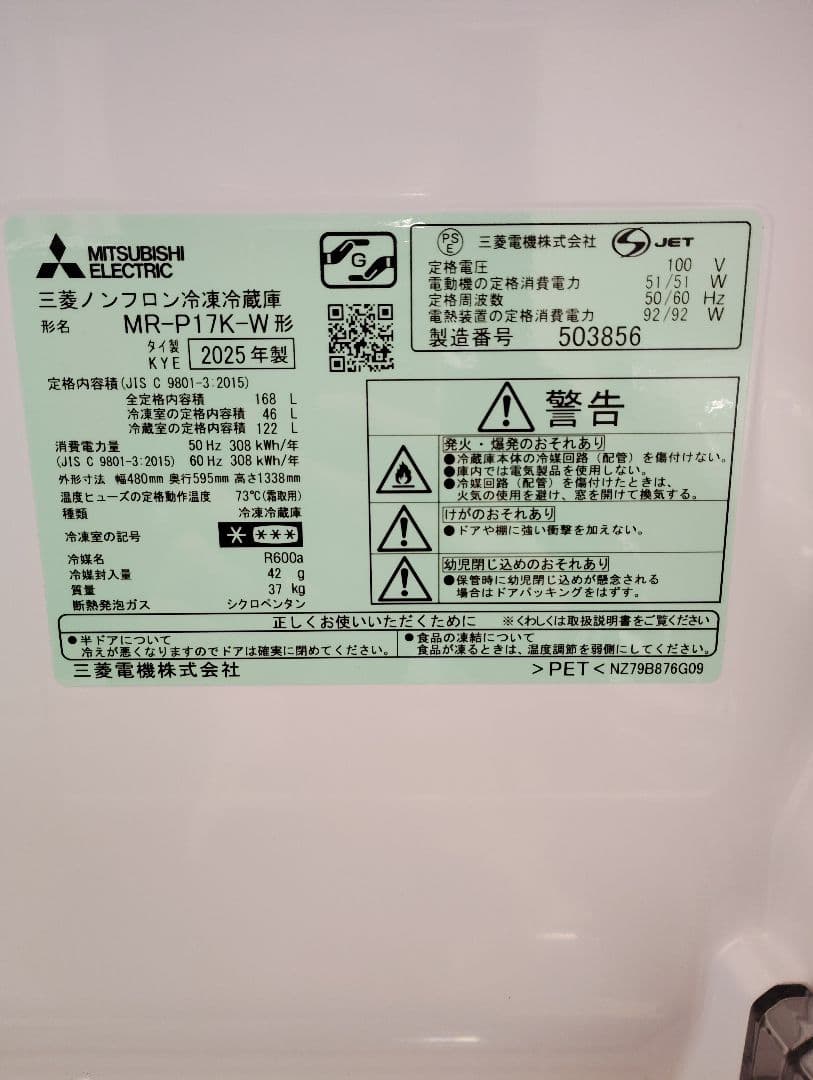 MITSUBISHI
ELECTRIC
三菱ノンフロン冷凍冷蔵庫
形名 MR-P17K-W形
タイ製
KYE 2025年製
G
定格内容積(JIS C 9801-3:2015)
全定格内容積 168 L
冷凍室の定格内容積 46 L
冷蔵室の定格内容積 122 L
消費電力量 50 Hz 308 kWh/年
(JIS C 9801-3:2015) 60 Hz 308 kWh/年
外形寸法 幅480mm 奥行595mm 高さ1338mm
温度ヒューズの定格動作温度 73℃(霜取用)
種類 冷凍冷蔵庫
冷凍室の記号
冷媒名 R600a
冷媒封入量 42 g
質量 37 kg
断熱発泡ガス シクロペンタン
PS
E 三菱電機株式会社 JET
定格電圧 100 V
電動機の定格消費電力 51/51 W
定格周波数 50/60 Hz
電熱装置の定格消費電力 92/92 W
製造番号 503856
警告
発火・爆発のおそれあり
●冷蔵庫本体の冷媒回路(配管)を傷付けない。
●庫内では電気製品を使用しない。
●冷媒回路(配管)を傷付けたときは、
火気の使用を避け、窓を開けて換気する。
けがのおそれあり
●ドアや棚に強い衝撃を加えない。
幼児閉じ込めのおそれあり
●保管時に幼児閉じ込めが懸念される
場合はドアパッキングをはずす。
正しくお使いいただくために ※くわしくは取扱説明書をご覧ください
●半ドアについて
冷えが悪くなりますのでドアは確実に閉めてください。
●食品の凍結について
食品が凍るときは、温度調節を弱側にしてください。
三菱電機株式会社 >PET< NZ79B876G09